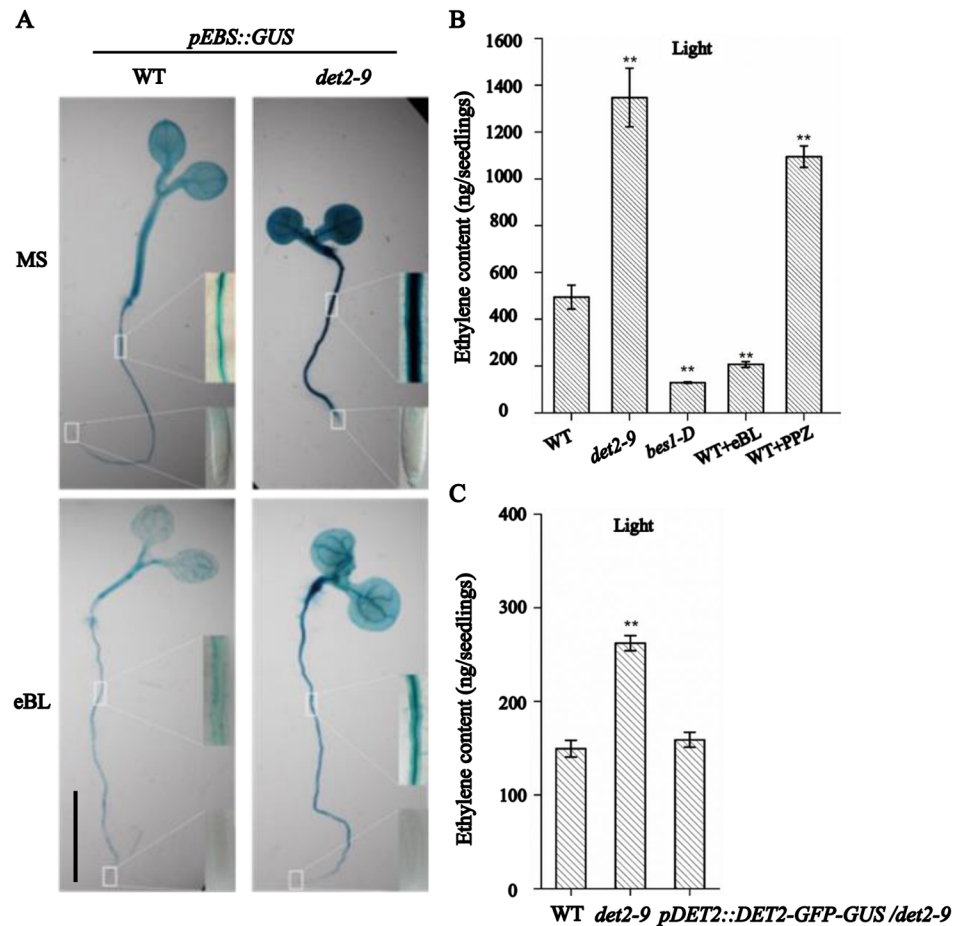 A
pEBS::GUS
WT
det2-9
MS
eBL
B
Light
Ethylene content (ng/seedlings)
1600
1400
1200
1000
800
600
400
200
0
**
**
**
**
WT
det2-9
bes1-D
WT+eBL
WT+PPZ
C
Light
Ethylene content (ng/seedlings)
400
300
200
100
0
**
WT
det2-9
pDET2::DET2-GFP-GUS /det2-9